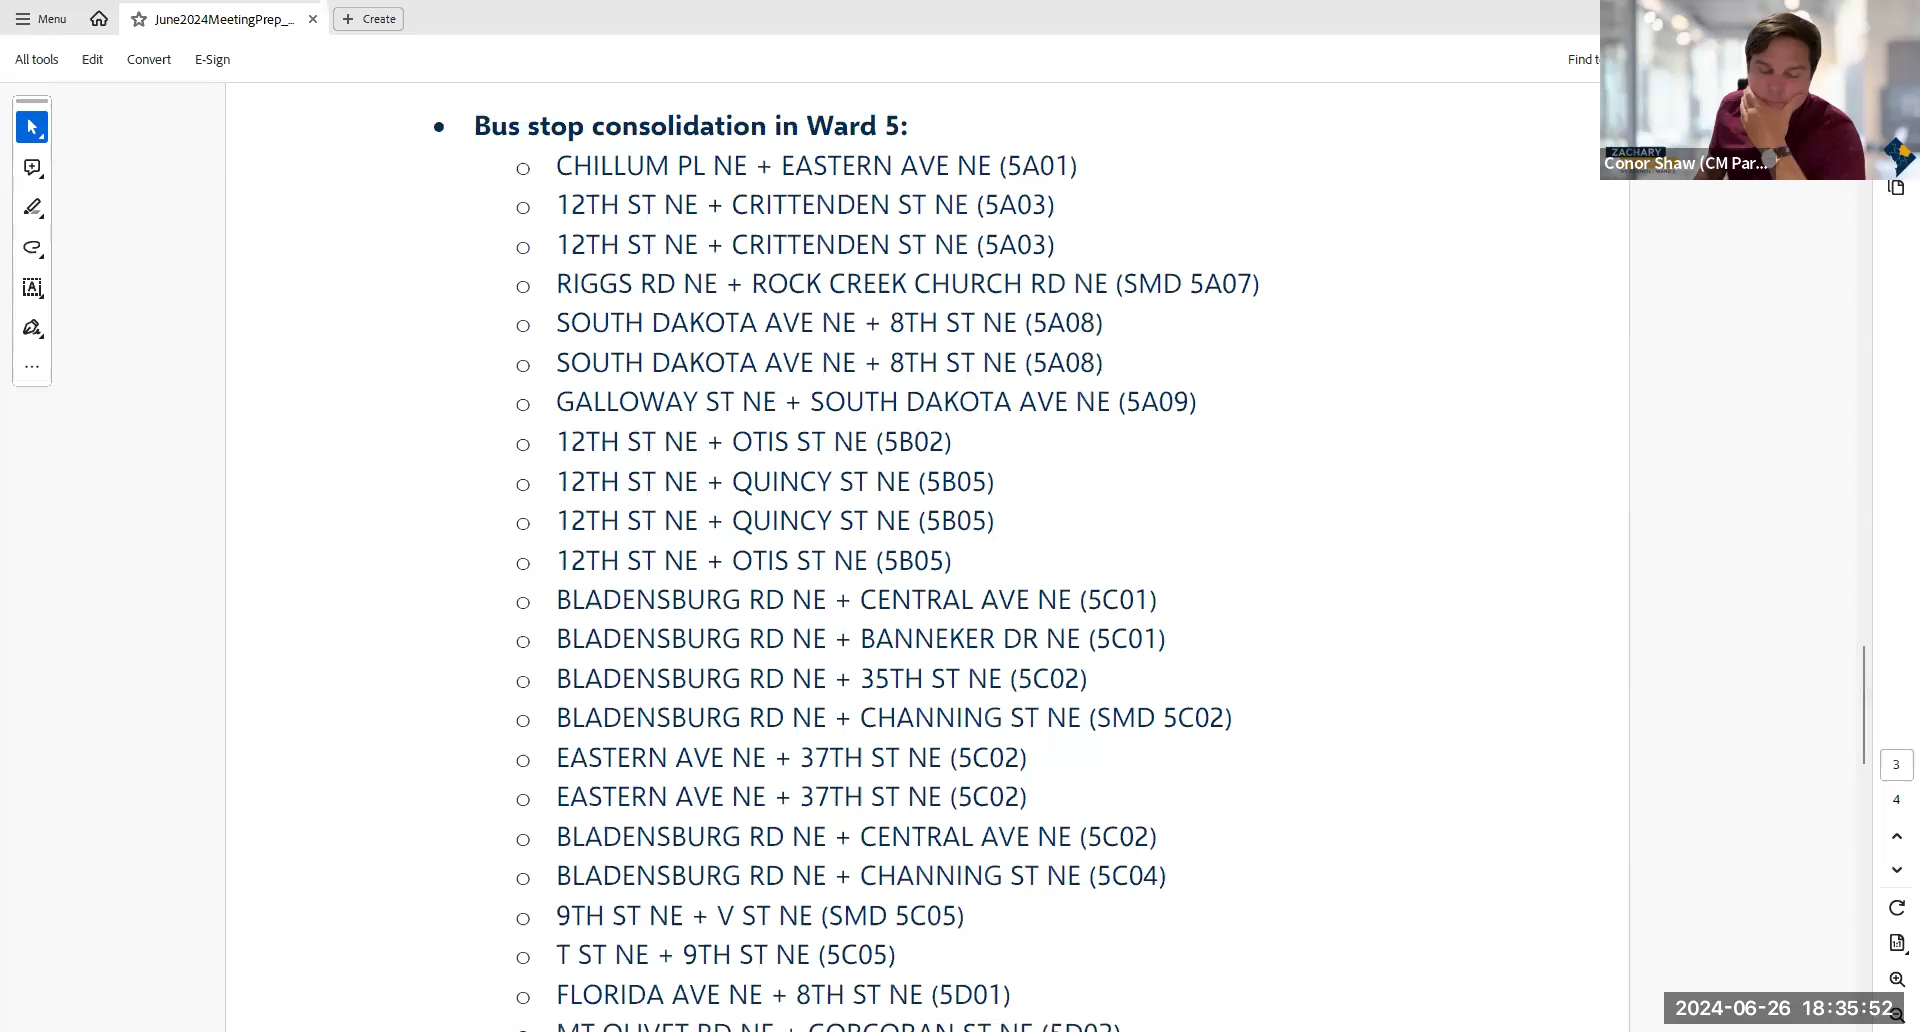 Menu
June2024MeetingPrep_...
Create
All tools
Edit
Convert
E-Sign
Find
ZACHARY
Conor Shaw (CM Par...
Bus stop consolidation in Ward 5:
CHILLUM PL NE + EASTERN AVE NE (5A01)
12TH ST NE + CRITTENDEN ST NE (5A03)
12TH ST NE + CRITTENDEN ST NE (5A03)
RIGGS RD NE + ROCK CREEK CHURCH RD NE (SMD 5A07)
SOUTH DAKOTA AVE NE + 8TH ST NE (5A08)
SOUTH DAKOTA AVE NE + 8TH ST NE (5A08)
GALLOWAY ST NE + SOUTH DAKOTA AVE NE (5A09)
12TH ST NE + OTIS ST NE (5B02)
12TH ST NE + QUINCY ST NE (5B05)
12TH ST NE + QUINCY ST NE (5B05)
12TH ST NE + OTIS ST NE (5B05)
BLADENSBURG RD NE + CENTRAL AVE NE (5C01)
BLADENSBURG RD NE + BANNEKER DR NE (5C01)
BLADENSBURG RD NE + 35TH ST NE (5C02)
BLADENSBURG RD NE + CHANNING ST NE (SMD 5C02)
EASTERN AVE NE + 37TH ST NE (5C02)
EASTERN AVE NE + 37TH ST NE (5C02)
BLADENSBURG RD NE + CENTRAL AVE NE (5C02)
BLADENSBURG RD NE + CHANNING ST NE (5C04)
9TH ST NE + V ST NE (SMD 5C05)
T ST NE + 9TH ST NE (5C05)
FLORIDA AVE NE + 8TH ST NE (5D01)
MT OLIVET RD NE + CORCORAN ST NE
3
4
2024-06-26 18:35:52